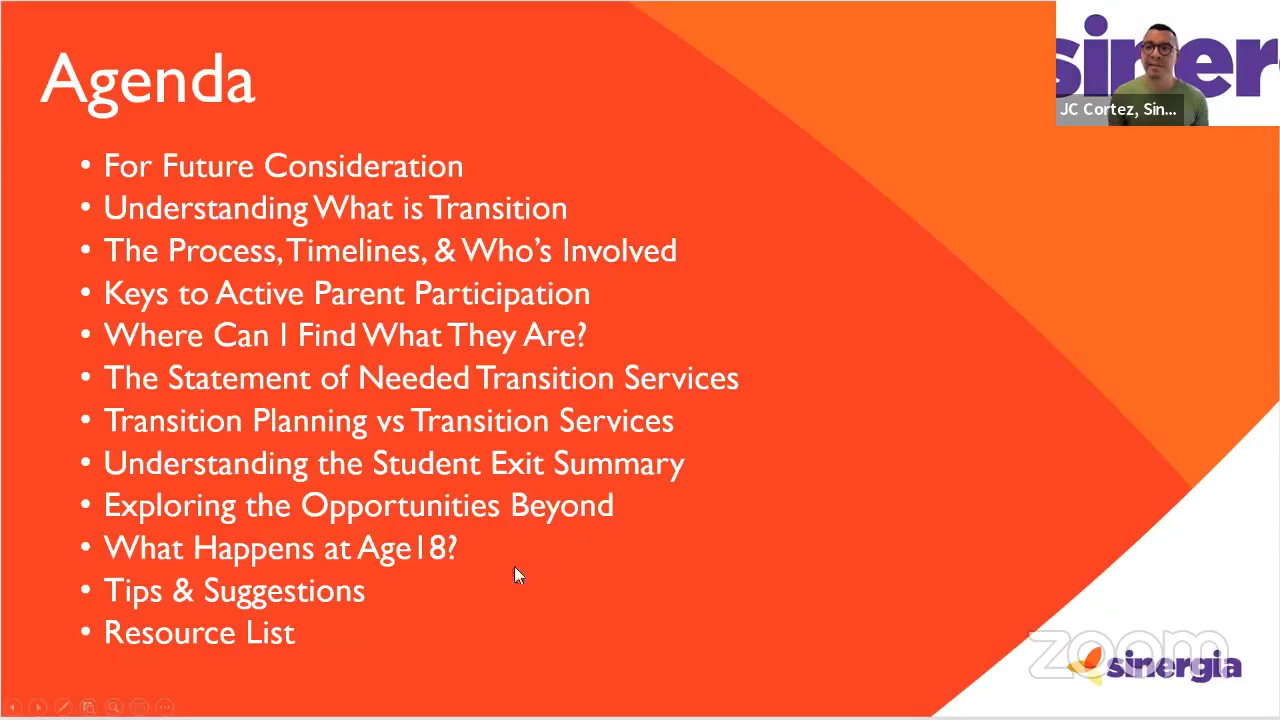 Agenda
sinerg
JC Cortez, Sin...
• For Future Consideration
• Understanding What is Transition
• The Process, Timelines, & Who's Involved
• Keys to Active Parent Participation
• Where Can I Find What They Are?
• The Statement of Needed Transition Services
• Transition Planning vs Transition Services
• Understanding the Student Exit Summary
• Exploring the Opportunities Beyond
• What Happens at Age18?
• Tips & Suggestions
• Resource List
zoom
sinergia